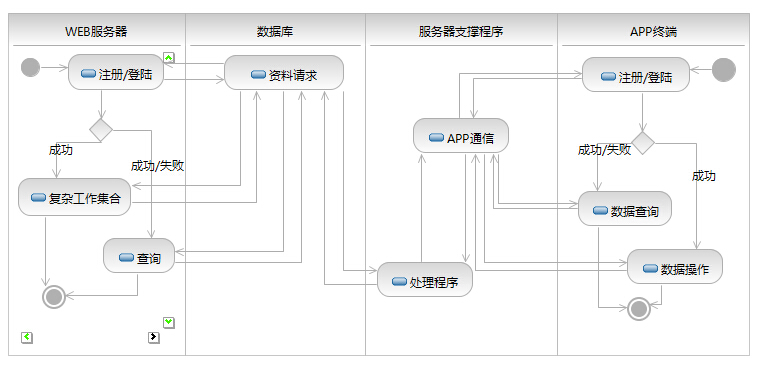 WEB服务器
数据库
服务器支撑程序
APP终端
注册/登陆
资料请求
注册/登陆
APP通信
成功
成功/失败
成功/失败
成功
复杂工作集合
数据查询
查询
处理程序
数据操作